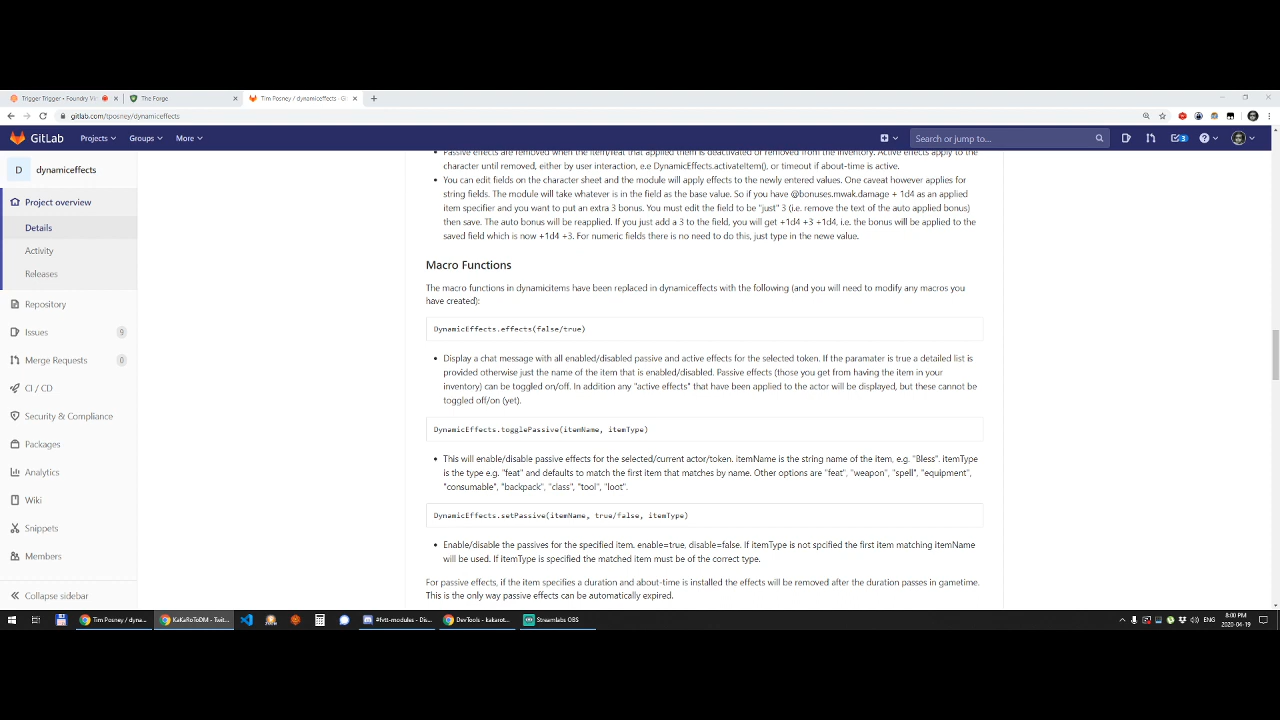 Trigger Trigger • Foundry Vi
The Forge
Tim Posney / dynamiceffects · Gi
gitlab.com/tposney/dynamiceffects
GitLab
Projects
Groups
More
Search or jump to...
3
D
dynamiceffects
Project overview
Details
Activity
Releases
Repository
Issues
9
Merge Requests
0
CI / CD
Security & Compliance
Packages
Analytics
Wiki
Snippets
Members
Collapse sidebar
Passive effects are removed when the item/feat that applied them is deactivated or removed from the inventory. Active effects apply to the
character until removed, either by user interaction, e.e DynamicEffects.activateItem(), or timeout if about-time is active.
You can edit fields on the character sheet and the module will apply effects to the newly entered values. One caveat however applies for
string fields. The module will take whatever is in the field as the base value. So if you have @bonuses.mwak.damage + 1d4 as an applied
item specifier and you want to put an extra 3 bonus. You must edit the field to be "just" 3 (i.e. remove the text of the auto applied bonus)
then save. The auto bonus will be reapplied. If you just add a 3 to the field, you will get +1d4 +3 +1d4, i.e. the bonus will be applied to the
saved field which is now +1d4 +3. For numeric fields there is no need to do this, just type in the newe value.
Macro Functions
The macro functions in dynamicitems have been replaced in dynamiceffects with the following (and you will need to modify any macros you
have created):
DynamicEffects.effects(false/true)
Display a chat message with all enabled/disabled passive and active effects for the selected token. If the paramater is true a detailed list is
provided otherwise just the name of the item that is enabled/disabled. Passive effects (those you get from having the item in your
inventory) can be toggled on/off. In addition any "active effects" that have been applied to the actor will be displayed, but these cannot be
toggled off/on (yet).
DynamicEffects.togglePassive(itemName, itemType)
This will enable/disable passive effects for the selected/current actor/token. itemName is the string name of the item, e.g. "Bless". itemType
is the type e.g. "feat" and defaults to match the first item that matches by name. Other options are "feat", "weapon", "spell", "equipment",
"consumable", "backpack", "class", "tool", "loot".
DynamicEffects.setPassive(itemName, true/false, itemType)
Enable/disable the passives for the specified item. enable=true, disable=false. If itemType is not spcified the first item matching itemName
will be used. If itemType is specified the matched item must be of the correct type.
For passive effects, if the item specifies a duration and about-time is installed the effects will be removed after the duration passes in gametime.
This is the only way passive effects can be automatically expired.
Tim Posney / dyna...
KaKaRoToDM - Twit...
#fvtt-modules - Dis...
DevTools - kakarot...
Streamlabs OBS
ENG
8:00 PM
2020-04-19